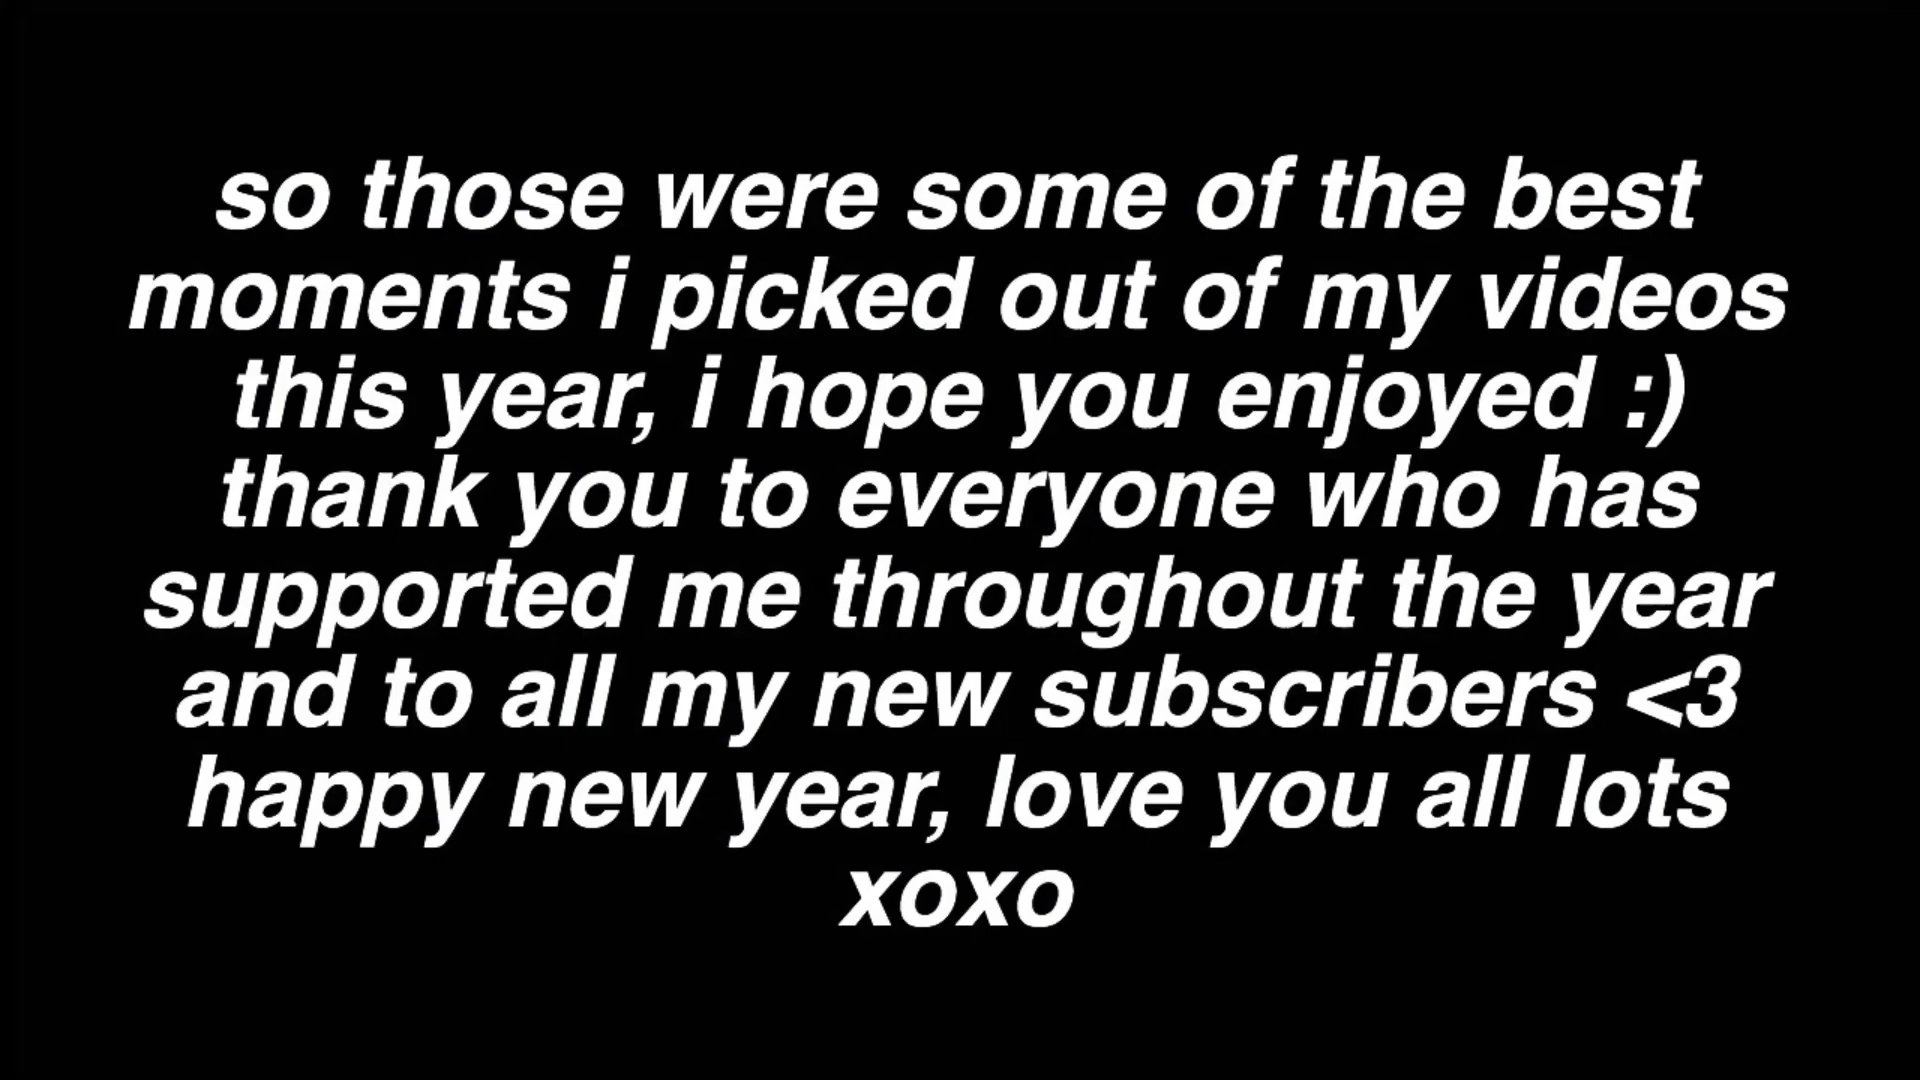 so those were some of the best
moments i picked out of my videos
this year, i hope you enjoyed :)
thank you to everyone who has
supported me throughout the year
and to all my new subscribers <3
happy new year, love you all lots
xoxo